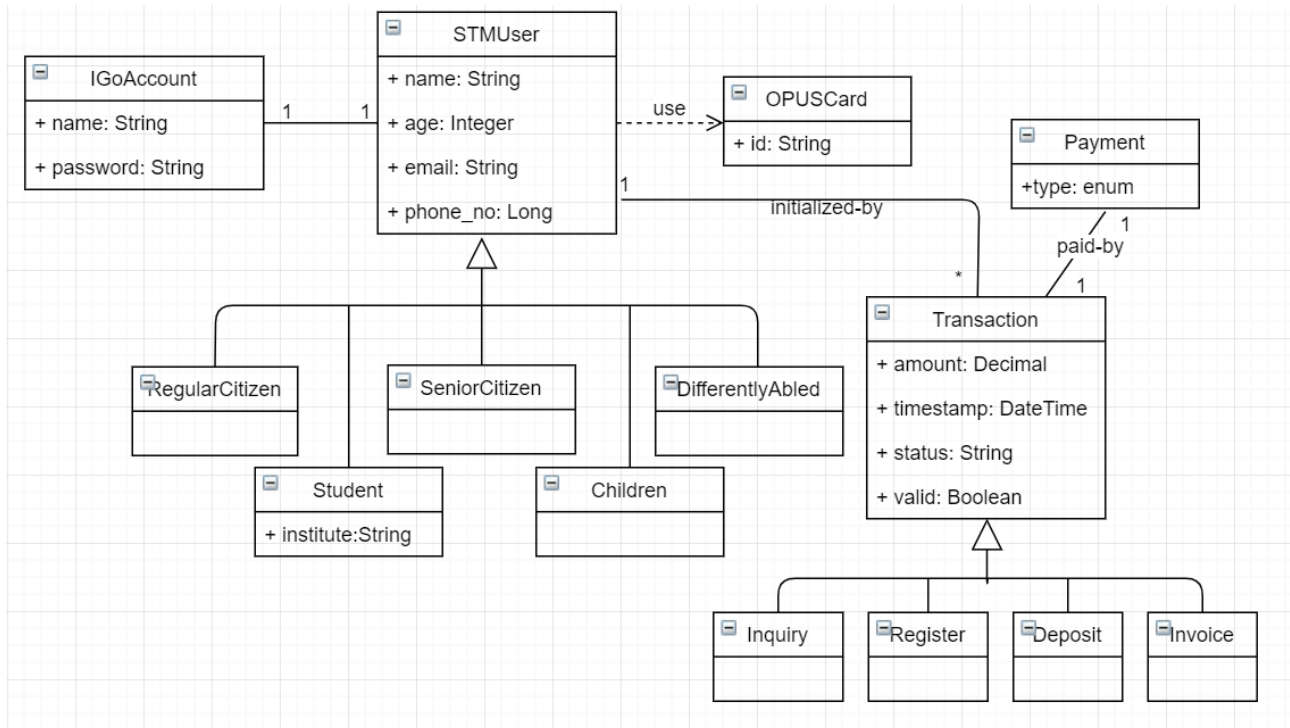 STMUser
+ name: String
+ age: Integer
+ email: String
+ phone_no: Long
IGoAccount
+ name: String
+ password: String
1
1
use
OPUSCard
+ id: String
Payment
+type: enum
1
initialized-by
*
1
paid-by
1
Transaction
+ amount: Decimal
+ timestamp: DateTime
+ status: String
+ valid: Boolean
RegularCitizen
SeniorCitizen
DifferentlyAbled
Student
+ institute:String
Children
Inquiry
Register
Deposit
Invoice